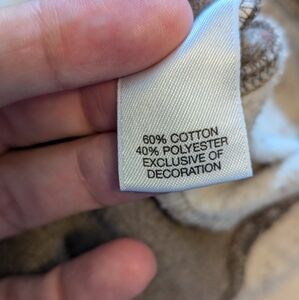 60% COTTON
40% POLYESTER
EXCLUSIVE OF
DECORATION